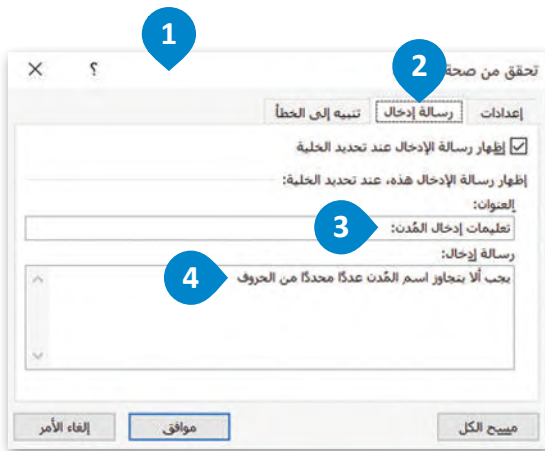 1
تحقق من صحة
2
؟
إعدادات
رسالة إدخال
تنبيه إلى الخطأ
إظهار رسالة الإدخال عند تحديد الخلية
إظهار رسالة الإدخال هذه، عند تحديد الخلية:
العنوان:
تعليمات إدخال المُدن:
3
رسالة إدخال:
يجب ألا يتجاوز اسم المُدن عددًا محددًا من الحروف
4
مسح الكل
موافق
إلغاء الأمر